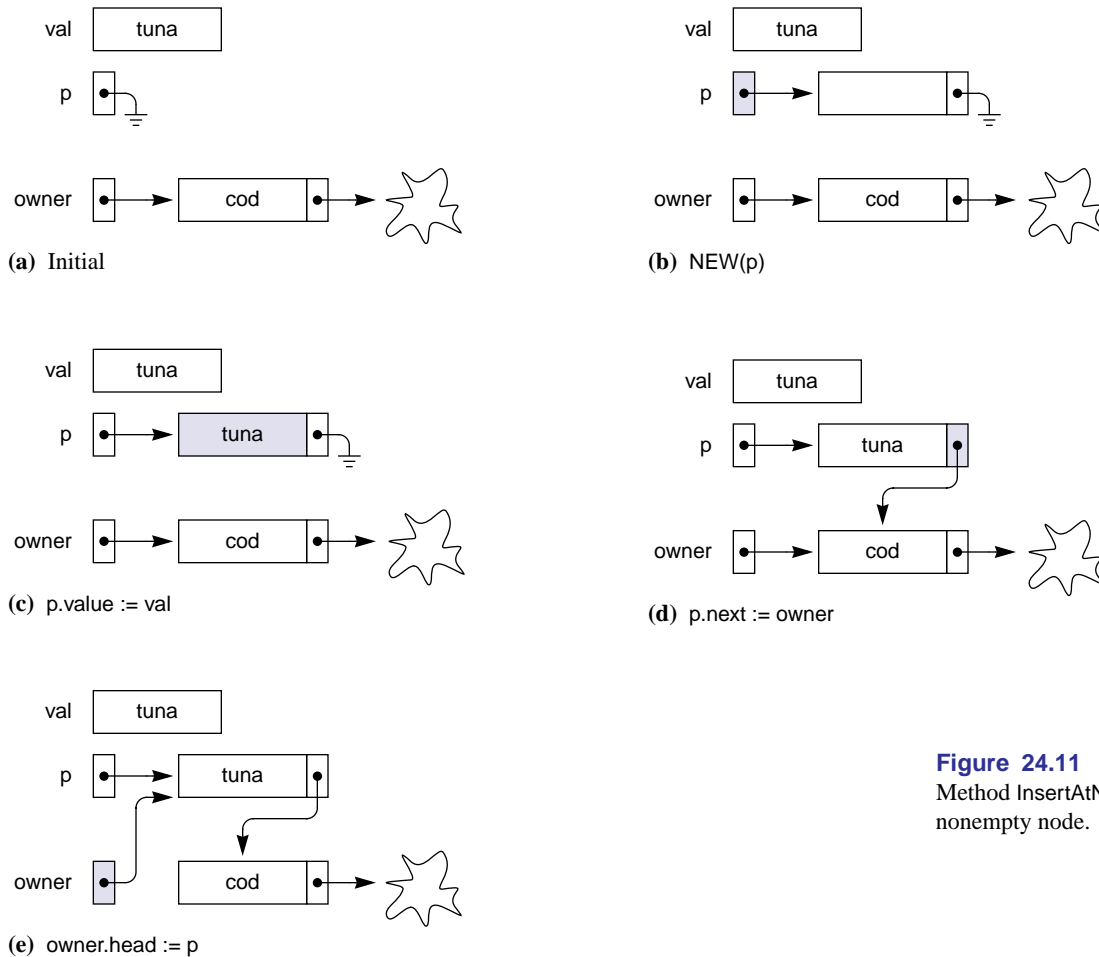 val tuna
p
owner cod
(a) Initial
val tuna
p
owner cod
(b) NEW(p)
val tuna
p tuna
owner cod
(c) p.value := val
val tuna
p tuna
owner cod
(d) p.next := owner
val tuna
p tuna
owner cod
(e) owner.head := p
Figure 24.11
Method
nonempty node.